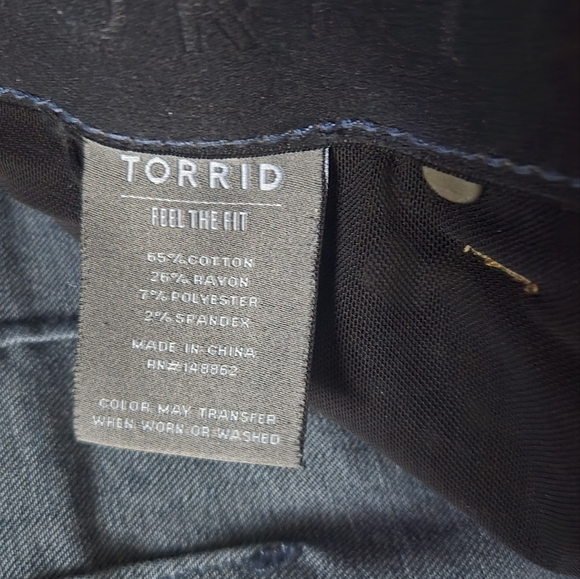 TORRID
FEEL THE FIT
65% COTTON
26% RAYON
7% POLYESTER
2% SPANDEX
MADE IN CHINA
RN#148862
COLOR MAY TRANSFER
WHEN WORN OR WASHED